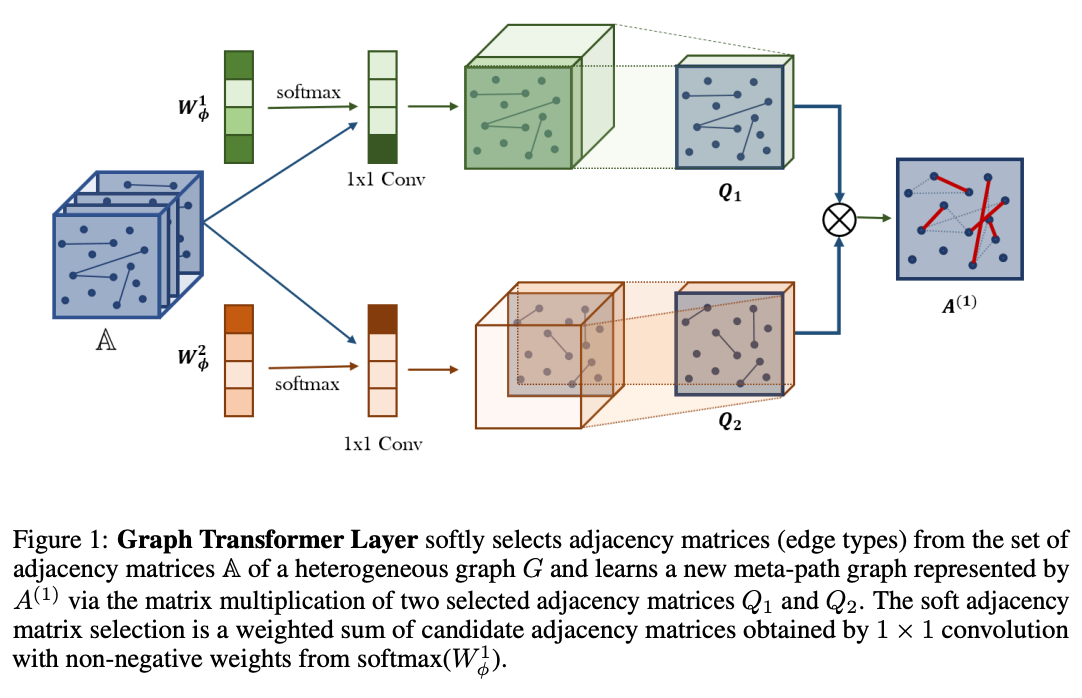 W¹_ϕ
softmax
1x1 Conv
Q₁
𝔸
A⁽¹⁾
W²_ϕ
softmax
1x1 Conv
Q₂
Figure 1: Graph Transformer Layer softly selects adjacency matrices (edge types) from the set of
adjacency matrices 𝔸 of a heterogeneous graph G and learns a new meta-path graph represented by
A⁽¹⁾ via the matrix multiplication of two selected adjacency matrices Q₁ and Q₂. The soft adjacency
matrix selection is a weighted sum of candidate adjacency matrices obtained by 1 × 1 convolution
with non-negative weights from softmax(W¹_ϕ).